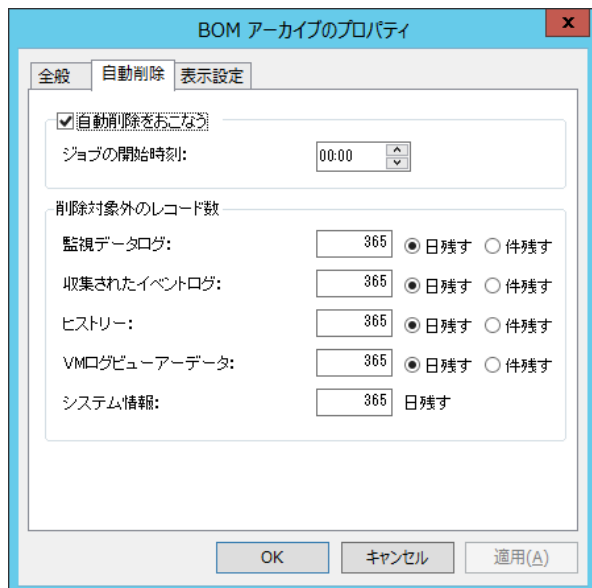 BOM アーカイブのプロパティ
x
全般 自動削除 表示設定
自動削除をおこなう
ジョブの開始時刻: 00:00
削除対象外のレコード数
監視データログ: 365 日残す 件残す
収集されたイベントログ: 365 日残す 件残す
ヒストリー: 365 日残す 件残す
VMログビューアーデータ: 365 日残す 件残す
システム情報: 365 日残す
OK キャンセル 適用(A)